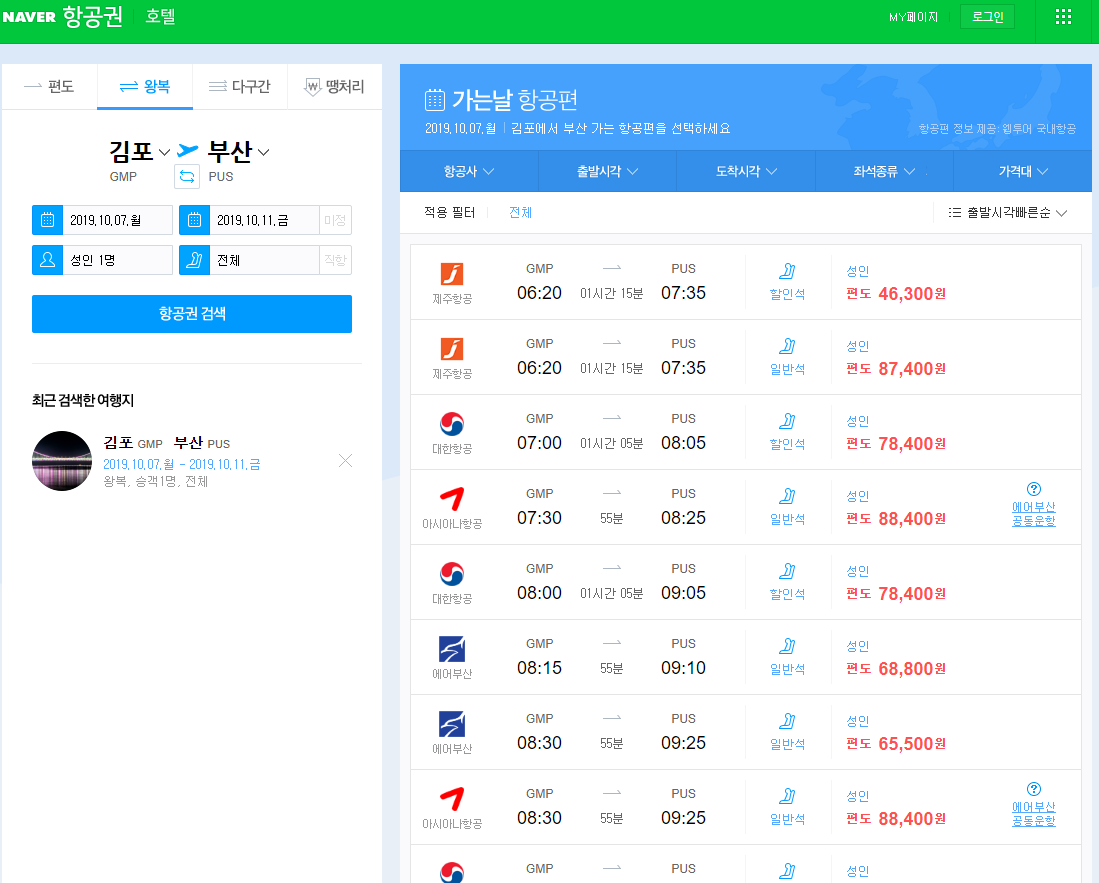 NAVER 항공권 호텔 MY페이지 로그인
편도 왕복 다구간 땡처리
김포 부산
GMP PUS
2019.10.07.월 2019.10.11.금 미정
성인 1명 전체 직항
항공권 검색
최근 검색한 여행지
김포 GMP 부산 PUS
2019.10.07.월 - 2019.10.11.금
왕복, 승객1명, 전체
가는날 항공편
2019.10.07.월 김포에서 부산 가는 항공편을 선택하세요 항공편 정보 제공: 웹투어 국내항공
항공사 출발시각 도착시각 좌석종류 가격대
적용 필터 전체 출발시각빠른순
GMP PUS 성인
06:20 01시간 15분 07:35 할인석 편도 46,300원
제주항공
GMP PUS 성인
06:20 01시간 15분 07:35 일반석 편도 87,400원
제주항공
GMP PUS 성인
07:00 01시간 05분 08:05 할인석 편도 78,400원
대한항공
GMP PUS 성인 에어부산
07:30 55분 08:25 일반석 편도 88,400원 공동운항
아시아나항공
GMP PUS 성인
08:00 01시간 05분 09:05 할인석 편도 78,400원
대한항공
GMP PUS 성인
08:15 55분 09:10 일반석 편도 68,800원
에어부산
GMP PUS 성인
08:30 55분 09:25 일반석 편도 65,500원
에어부산
GMP PUS 성인 에어부산
08:30 55분 09:25 일반석 편도 88,400원 공동운항
아시아나항공
GMP PUS 성인